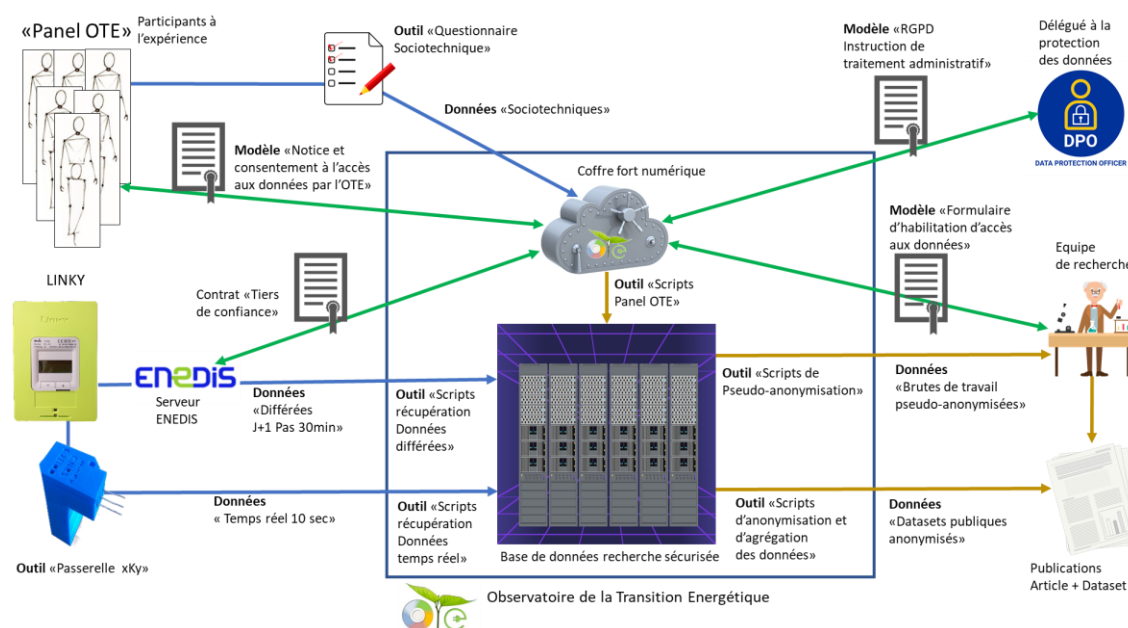 «Panel OTE»
Participants à
l’expérience
Outil «Questionnaire
Sociotechnique»
Modèle «RGPD
Instruction de
traitement administratif»
Délégué à la
protection
des données
Données «Sociotechniques»
DPO
DATA PROTECTION OFFICER
Modèle «Notice et
consentement à l’accès
aux données par l’OTE»
Coffre fort numérique
Modèle «Formulaire
d’habilitation d’accès
aux données»
Equipe
de recherche
LINKY
Linky
Contrat «Tiers
de confiance»
Outil «Scripts
Panel OTE»
ENEDIS
Serveur
ENEDIS
Données
«Différées
J+1 Pas 30min»
Outil «Scripts
récupération
Données
différées»
Outil «Scripts de
Pseudo-anonymisation»
Données
«Brutes de travail
pseudo-anonymisées»
Données
« Temps réel 10 sec»
Outil «Scripts
récupération
Données
temps réel»
Outil «Scripts
d’anonymisation et
d’agrégation
des données»
Données
«Datasets publiques
anonymisés»
Outil «Passerelle xKy»
Base de données recherche sécurisée
Publications
Article + Dataset
OTe
Observatoire de la Transition Energétique